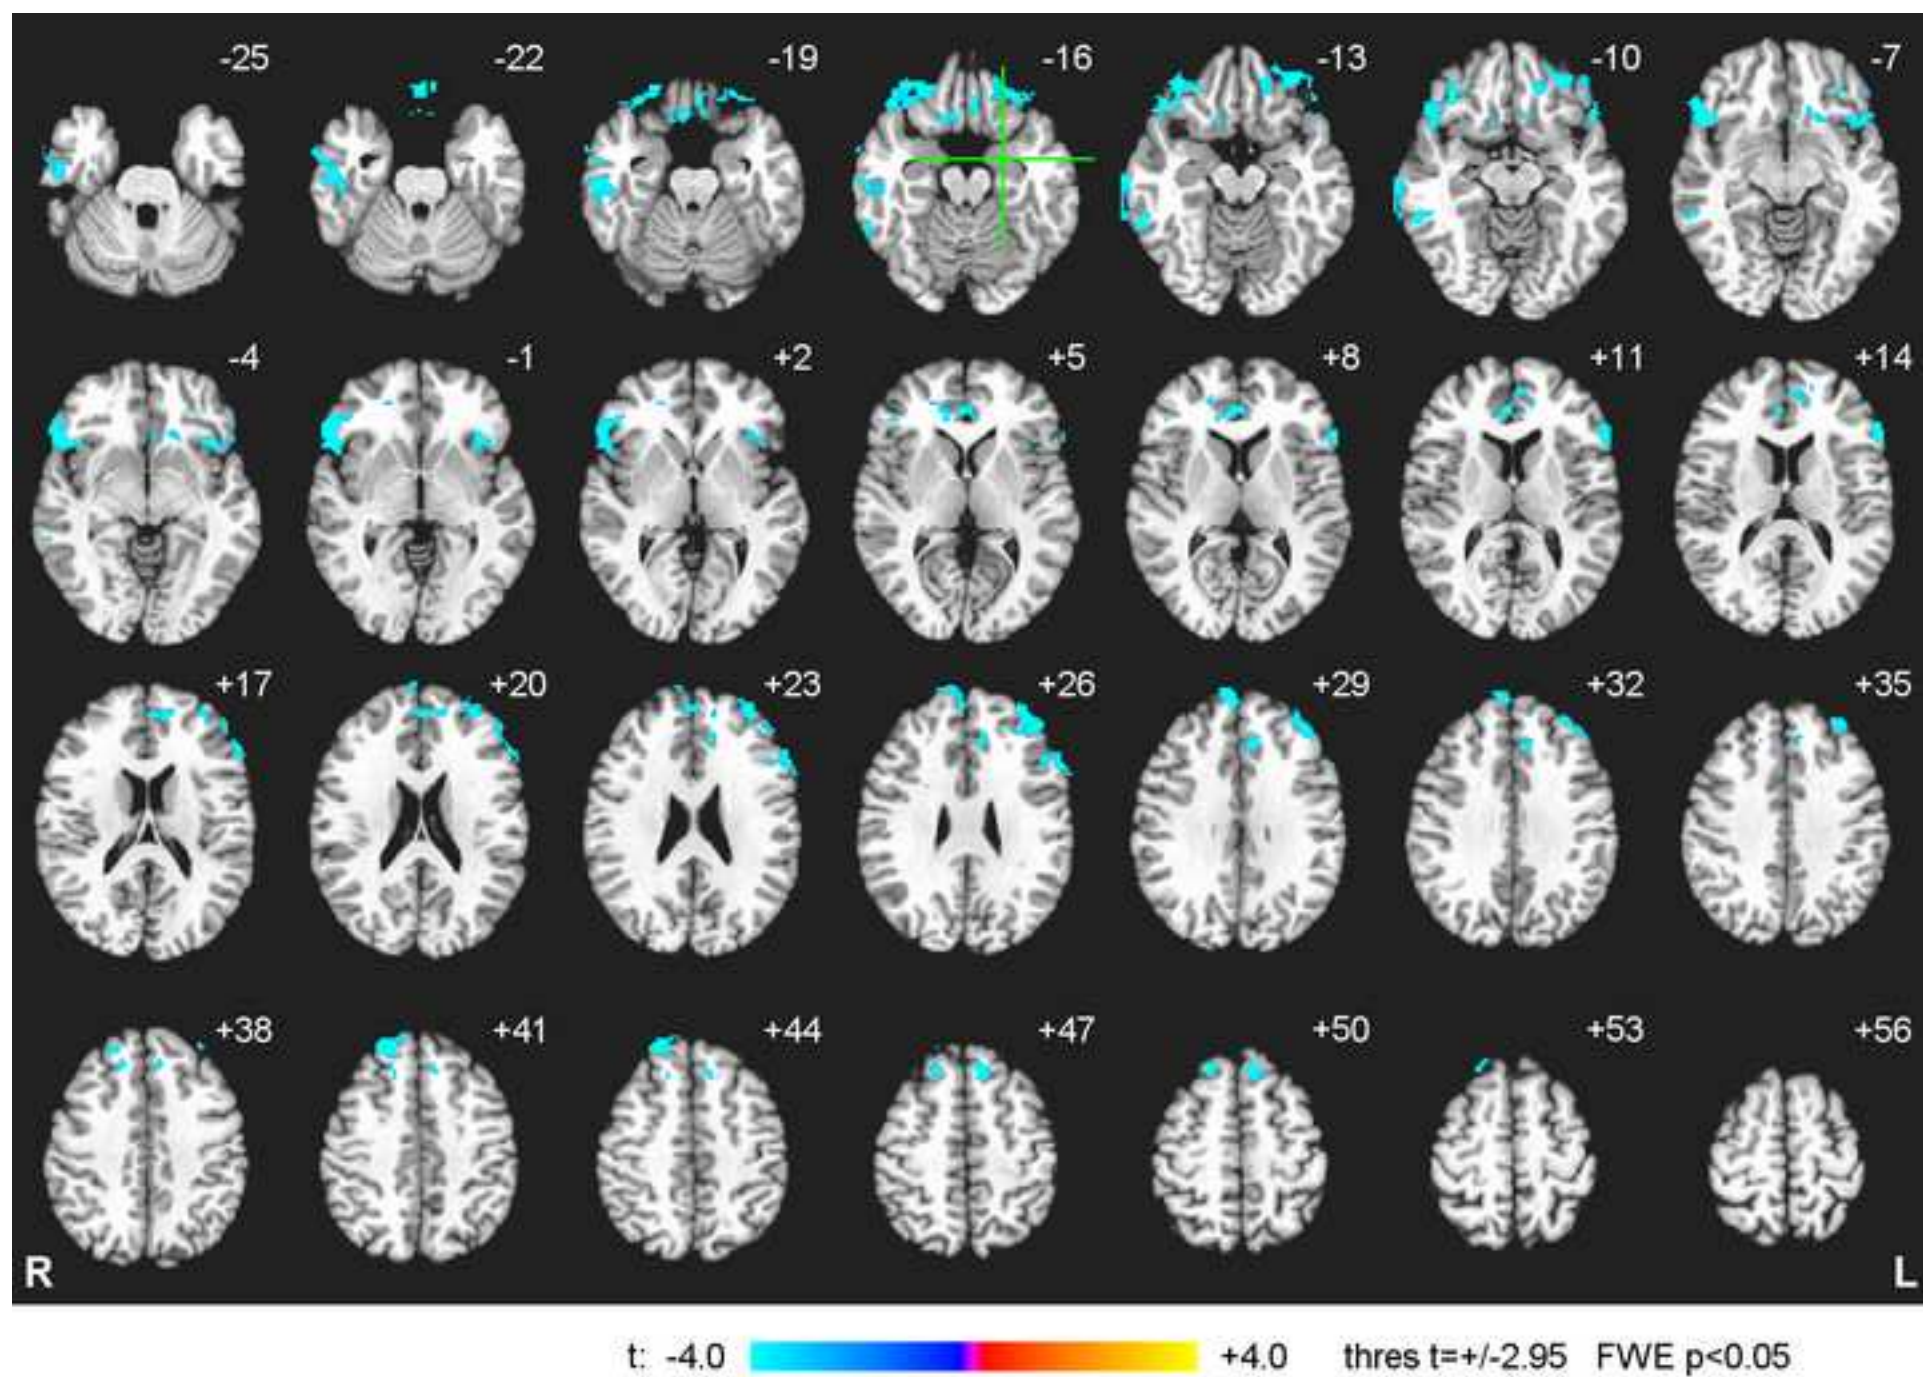 -25 -22 -19 -16 -13 -10 -7
-4 -1 +2 +5 +8 +11 +14
+17 +20 +23 +26 +29 +32 +35
+38 +41 +44 +47 +50 +53 +56
R L
t: -4.0 +4.0 thres t=+/-2.95 FWE p<0.05